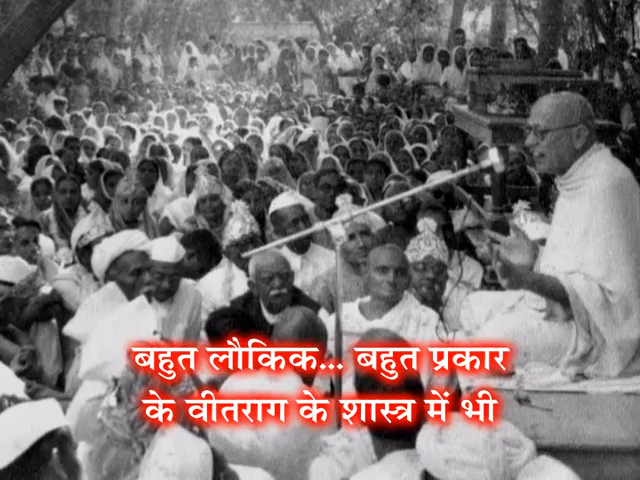 बहुत लौकिक... बहुत प्रकार
के वीतराग के शास्त्र में भी